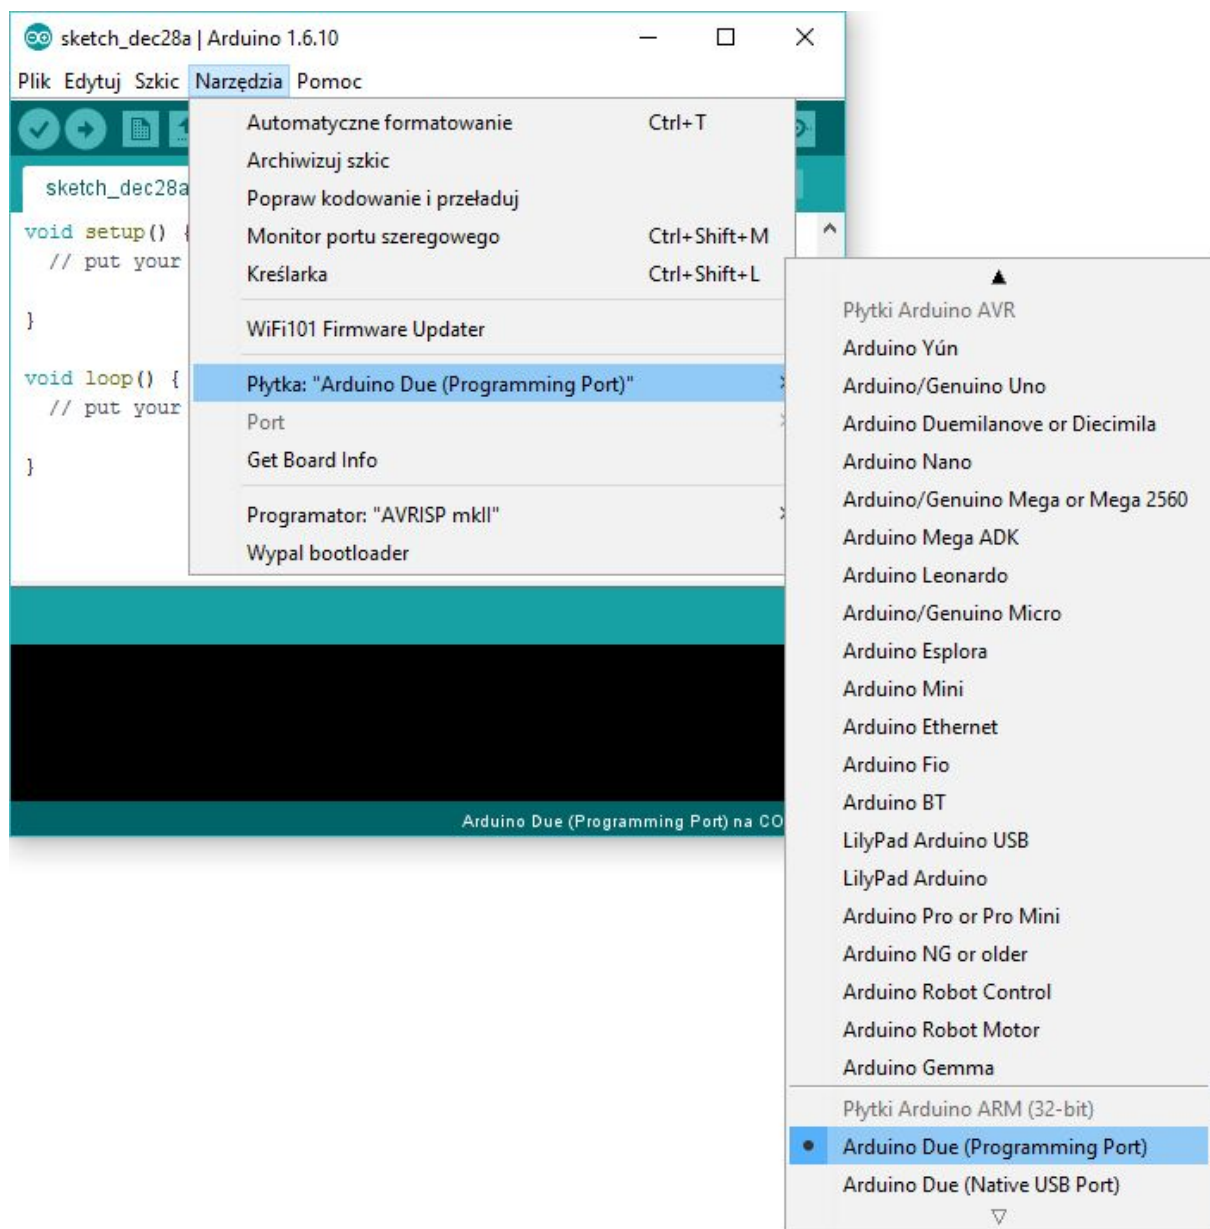 sketch_dec28a | Arduino 1.6.10
Plik Edytuj Szkic Narzędzia Pomoc
sketch_dec28a
void setup() {
// put your
}
void loop() {
// put your
}
Automatyczne formatowanie Ctrl+T
Archiwizuj szkic
Popraw kodowanie i przeładuj
Monitor portu szeregowego Ctrl+Shift+M
Kreślarka Ctrl+Shift+L
WiFi101 Firmware Updater
Płytka: "Arduino Due (Programming Port)"
Port
Get Board Info
Programator: "AVRISP mkII"
Wypal bootloader
Płytki Arduino AVR
Arduino Yún
Arduino/Genuino Uno
Arduino Duemilanove or Diecimila
Arduino Nano
Arduino/Genuino Mega or Mega 2560
Arduino Mega ADK
Arduino Leonardo
Arduino/Genuino Micro
Arduino Esplora
Arduino Mini
Arduino Ethernet
Arduino Fio
Arduino BT
LilyPad Arduino USB
LilyPad Arduino
Arduino Pro or Pro Mini
Arduino NG or older
Arduino Robot Control
Arduino Robot Motor
Arduino Gemma
Płytki Arduino ARM (32-bit)
Arduino Due (Programming Port)
Arduino Due (Native USB Port)
Arduino Due (Programming Port) na CO